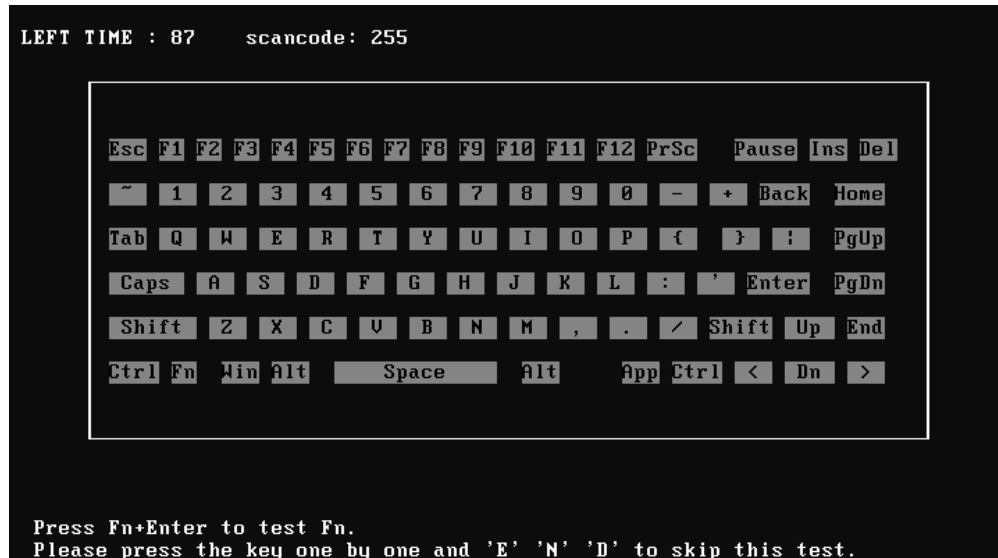 LEFT TIME : 87 scancode: 255
Esc F1 F2 F3 F4 F5 F6 F7 F8 F9 F10 F11 F12 PrSc Pause Ins Del
~ 1 2 3 4 5 6 7 8 9 0 - + Back Home
Tab Q W E R T Y U I O P { } ¦ PgUp
Caps A S D F G H J K L : ' Enter PgDn
Shift Z X C V B N M , . / Shift Up End
Ctrl Fn Win Alt Space Alt App Ctrl < Dn >
Press Fn+Enter to test Fn.
Please press the key one by one and 'E' 'N' 'D' to skip this test.